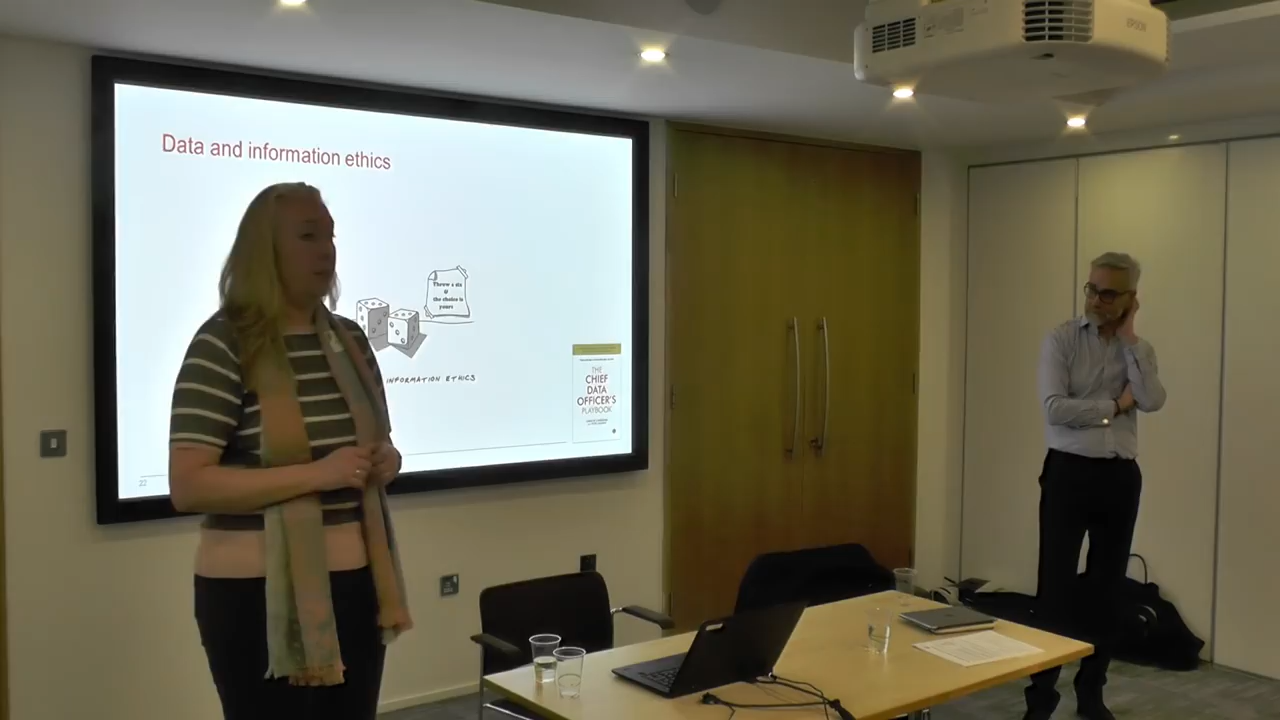 EPSON
Data and information ethics
Throw a six
&
the choice is
yours
INFORMATION ETHICS
THE
CHIEF
DATA
OFFICER'S
PLAYBOOK
22